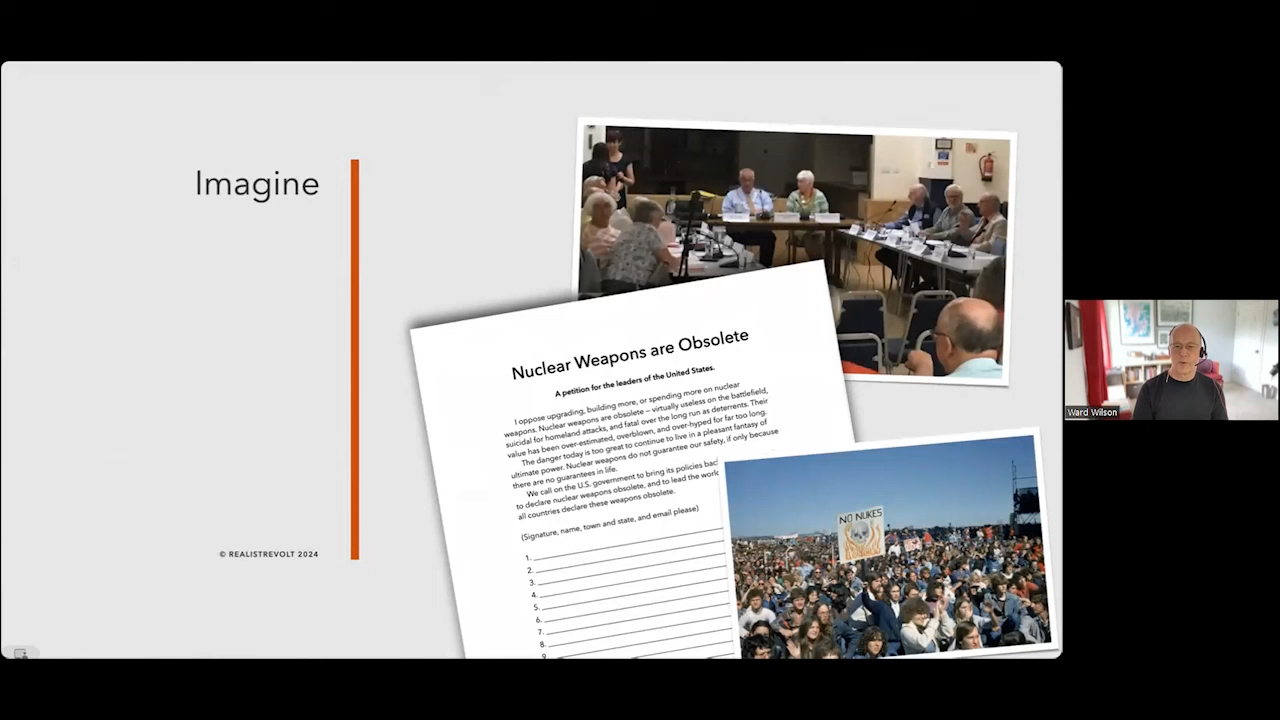 Imagine
© REALISTREVOLT 2024
Nuclear Weapons are Obsolete
A petition for the leaders of the United States.
I oppose upgrading, building more, or spending more on nuclear
weapons. Nuclear weapons are obsolete – virtually useless on the battlefield,
suicidal for homeland attacks, and fatal over the long run as deterrents. Their
value has been over-estimated, overblown, and over-hyped for far too long.
The danger today is too great to continue to live in a pleasant fantasy of
ultimate power. Nuclear weapons do not guarantee our safety, if only because
there are no guarantees in life.
We call on the U.S. government to bring its policies bac
to declare nuclear weapons obsolete, and to lead the worl
all countries declare these weapons obsolete.
(Signature, name, town and state, and email please)
1.
2.
3.
4.
5.
6.
7.
8.
9.
NO NUKES
Ward Wilson